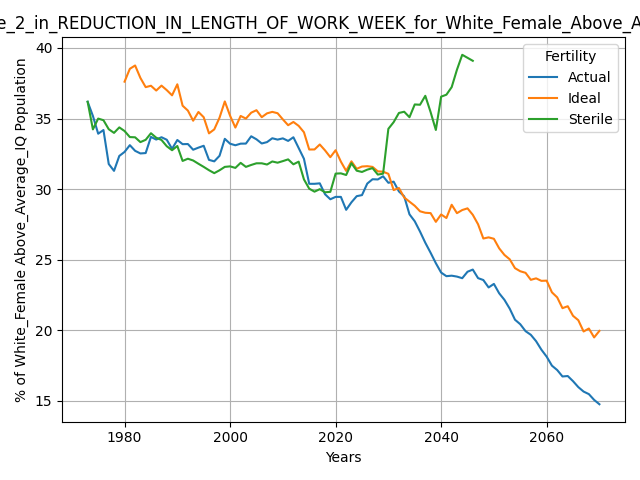 e_2_in_REDUCTION_IN_LENGTH_OF_WORK_WEEK_for_White_Female_Above_A
% of White_Female Above_Average_IQ Population
40
35
30
25
20
15
Fertility
Actual
Ideal
Sterile
1980
2000
2020
2040
2060
Years